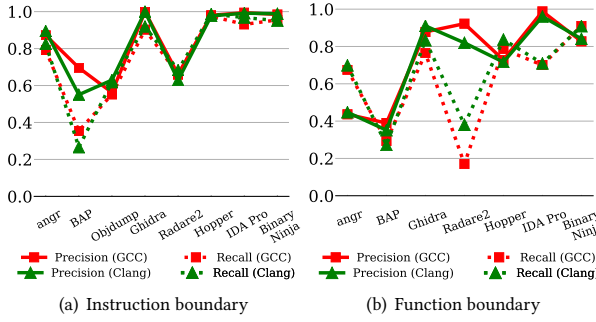 1.0
0.8
0.6
0.4
0.2
0.0
angr
BAP
Objdump
Ghidra
Radare2
Hopper
IDA Pro
Binary
Ninja
Precision (GCC)
Recall (GCC)
Precision (Clang)
Recall (Clang)
(a) Instruction boundary
1.0
0.8
0.6
0.4
0.2
0.0
angr
BAP
Ghidra
Radare2
Hopper
IDA Pro
Binary
Ninj
Precision (GCC)
Recall (GCC)
Precision (Clang)
Recall (Clang
(b) Function boundary